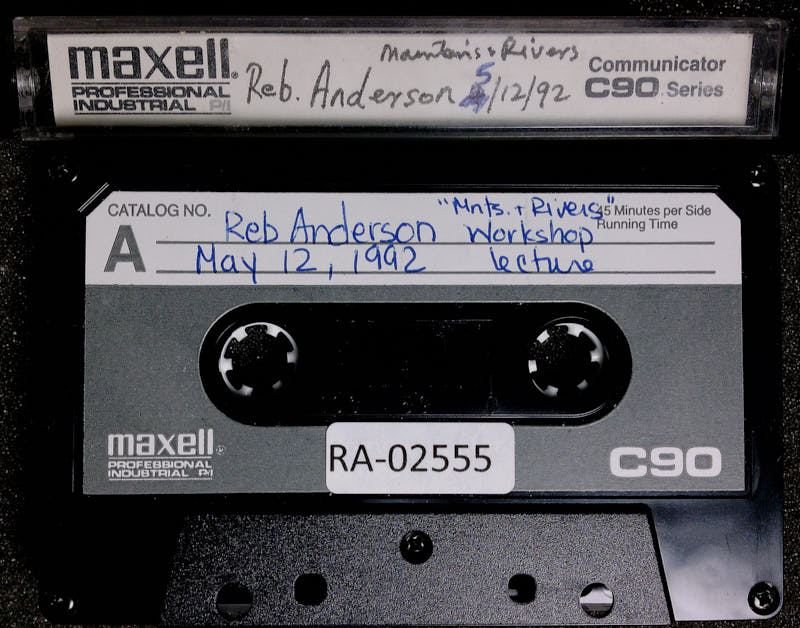 maxell®
PROFESSIONAL
INDUSTRIAL P/I
Mountains + Rivers
Reb. Anderson 5/12/92
Communicator
C90 Series
CATALOG NO.
A
Reb Anderson "Mnts. + Rivers"
May 12, 1992 Workshop
lecture
45 Minutes per Side
Running Time
maxell®
PROFESSIONAL
INDUSTRIAL P/I
RA-02555
C90